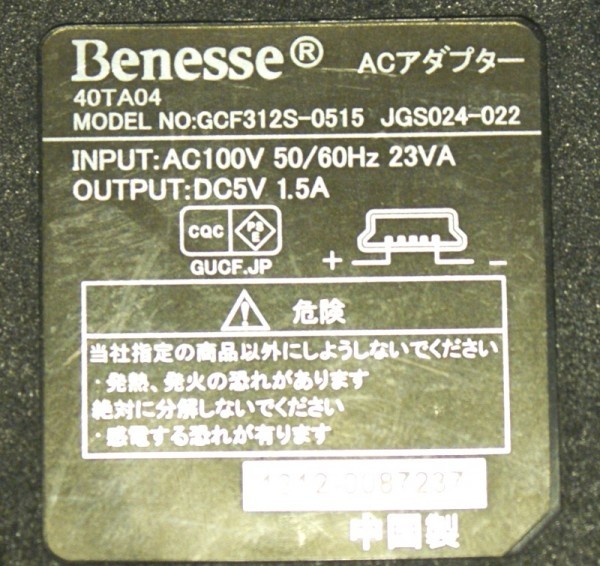 Benesse® ACアダプター
40TA04
MODEL NO:GCF312S-0515 JGS024-022
INPUT:AC100V 50/60Hz 23VA
OUTPUT:DC5V 1.5A
CQC PSE
GUCF.JP + -
危険
当社指定の商品以外にしようしないでください
・発熱、発火の恐れがあります
絶対に分解しないでください
・感電する恐れが有ります
中国製